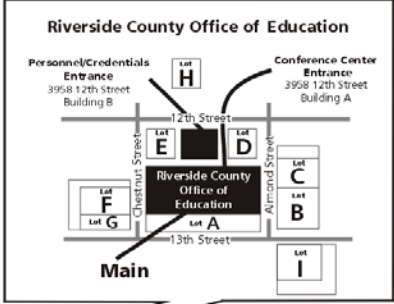 Riverside County Office of Education
Personnel/Credentials
Entrance
3958 12th Street
Building B
Lot
H
Conference Center
Entrance
3958 12th Street
Building A
12th Street
Lot
E
Lot
D
Chestnut Street
Almond Street
Riverside County
Office of
Education
Lot
C
Lot
B
Lot
F
Lot G
Lot A
13th Street
Main
Lot
I